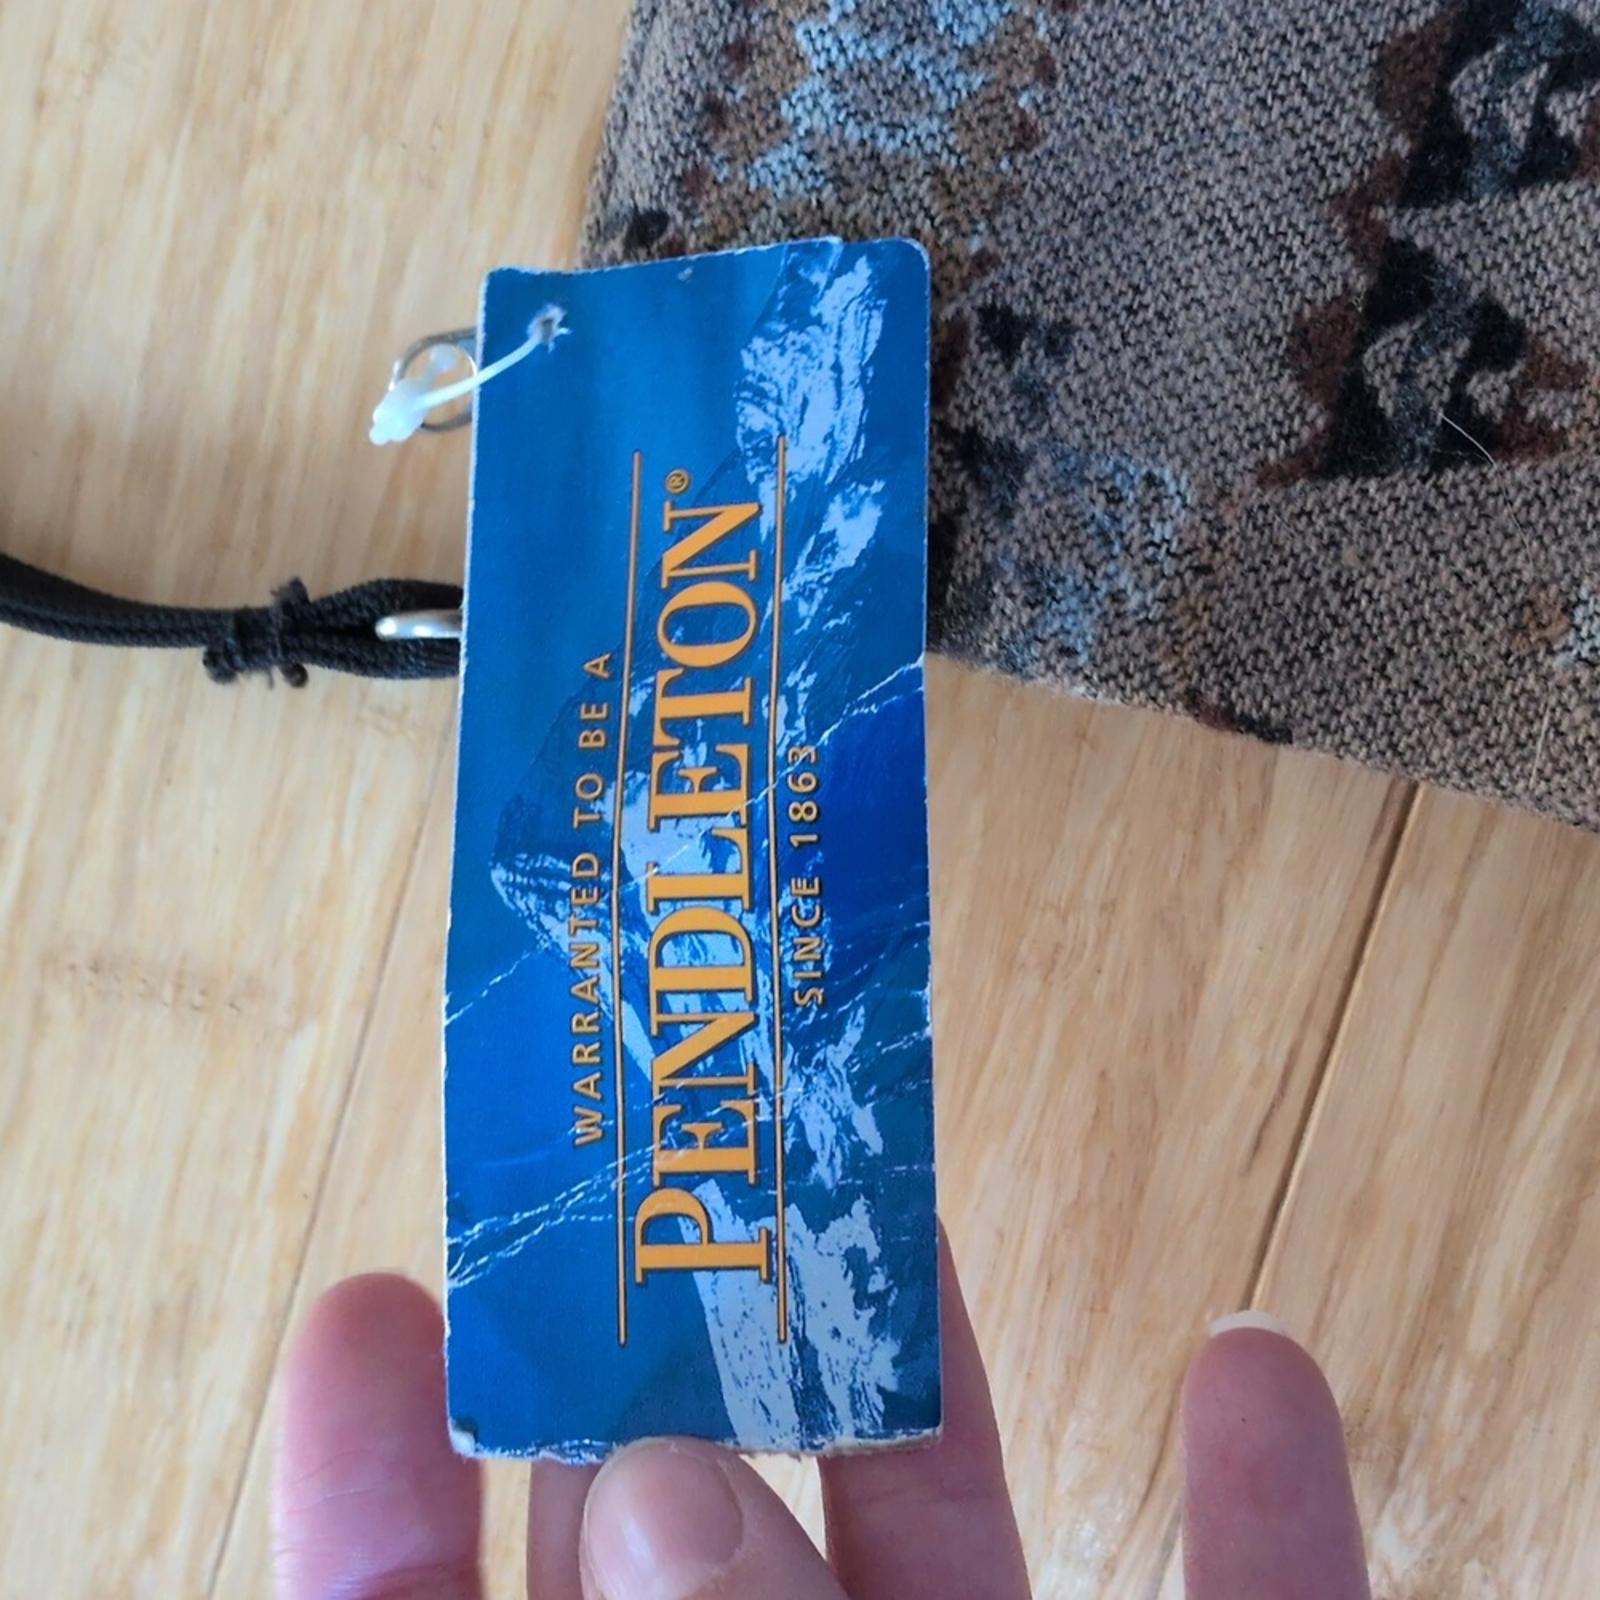 WARRANTED TO BE A
PENDLETON®
SINCE 1863